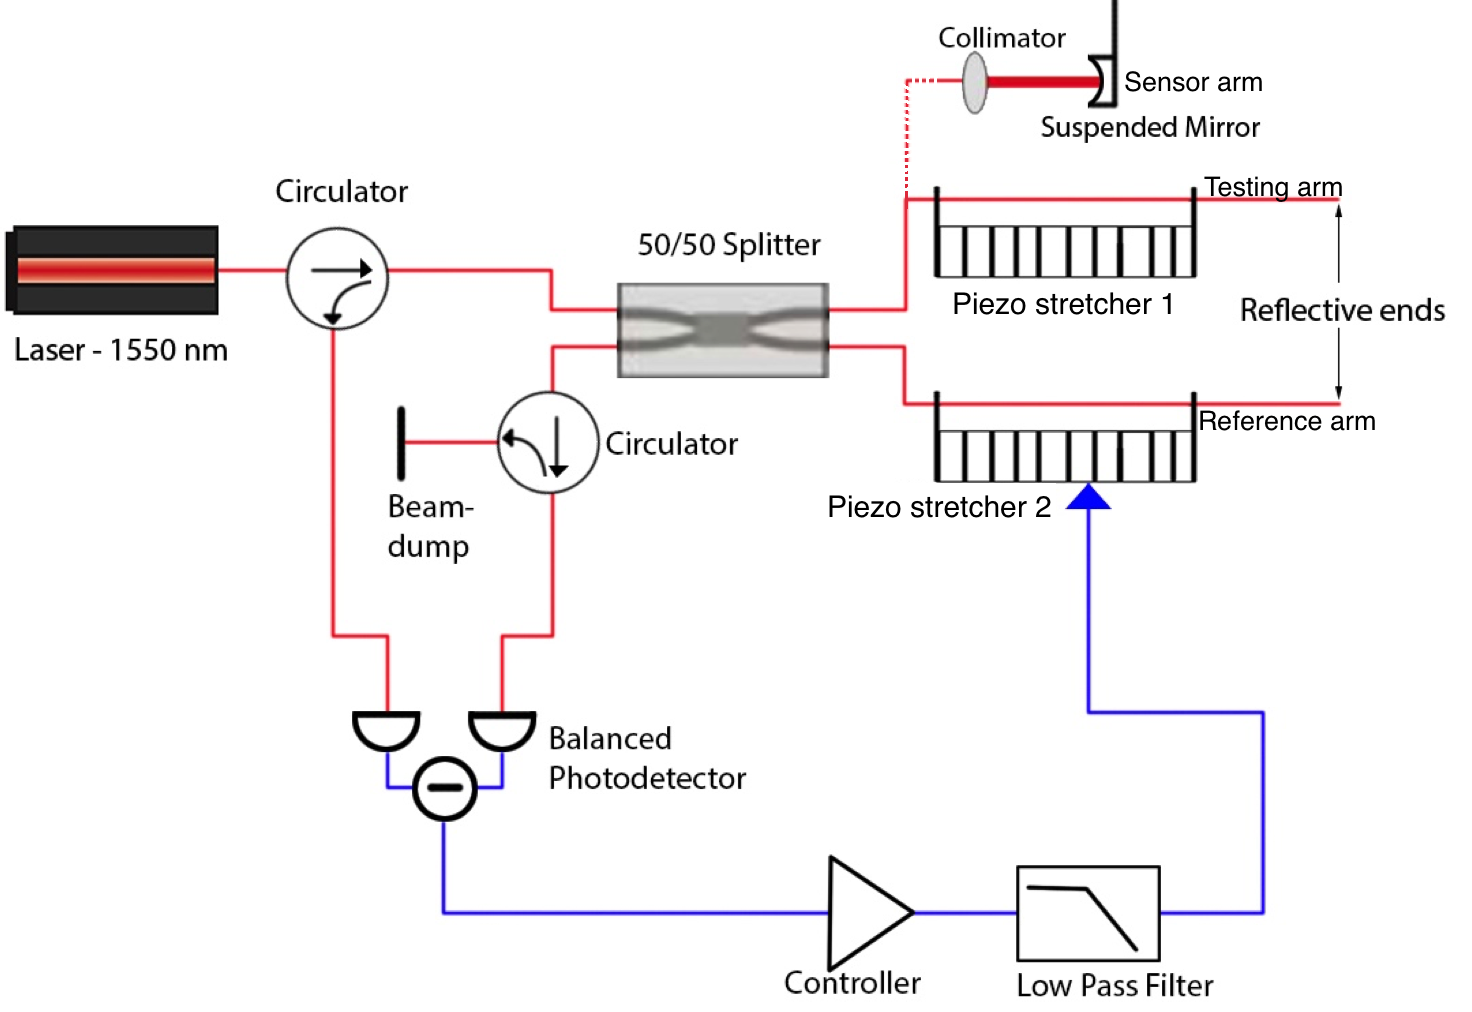 Collimator
Sensor arm
Suspended Mirror
Circulator
Testing arm
50/50 Splitter
Piezo stretcher 1
Reflective ends
Laser - 1550 nm
Reference arm
Circulator
Beam-
dump
Piezo stretcher 2
Balanced
Photodetector
Controller
Low Pass Filter